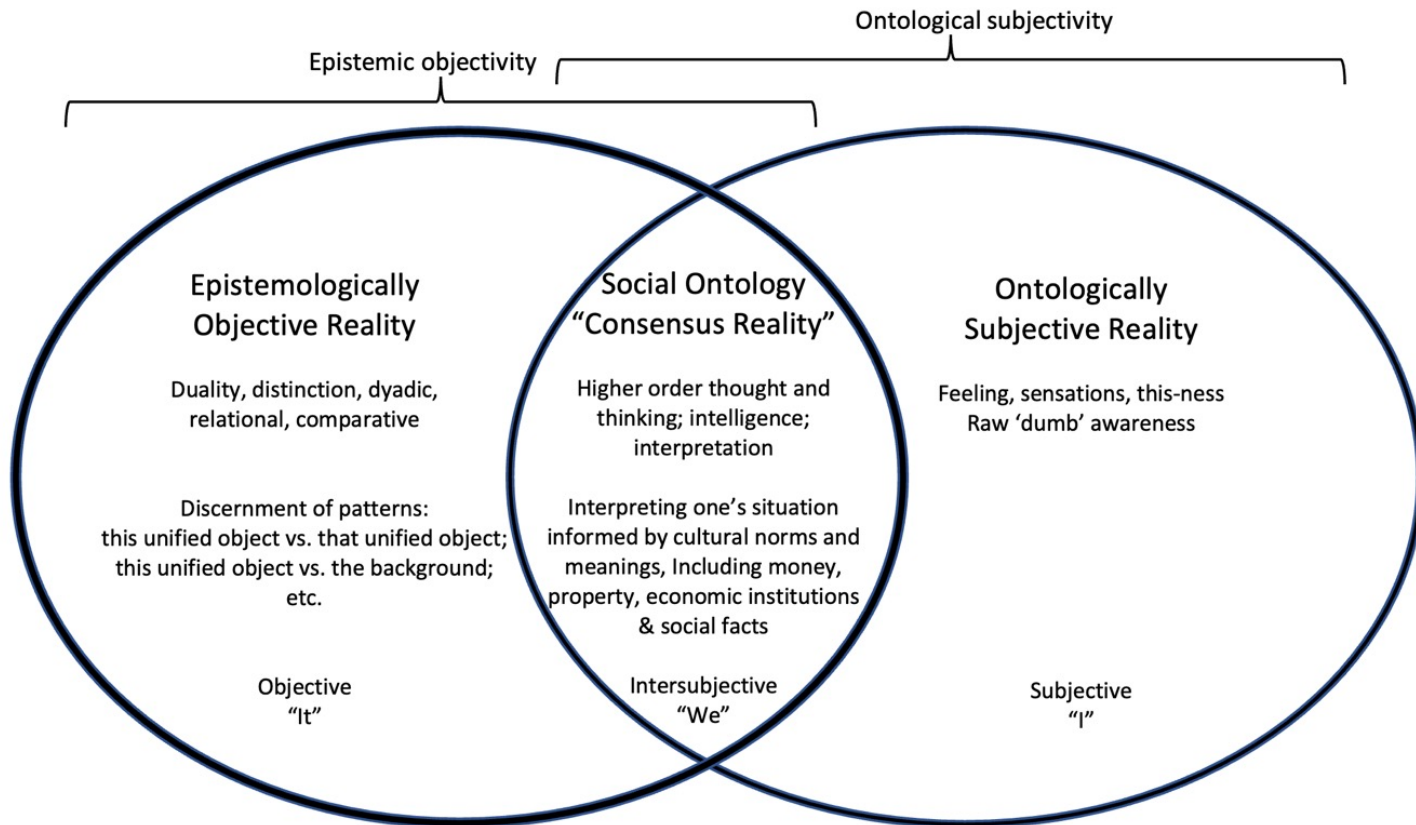 Ontological subjectivity
Epistemic objectivity
Epistemologically
Objective Reality
Duality, distinction, dyadic,
relational, comparative
Discernment of patterns:
this unified object vs. that unified object;
this unified object vs. the background;
etc.
Objective
“It”
Social Ontology
“Consensus Reality”
Higher order thought and
thinking; intelligence;
interpretation
Interpreting one’s situation
informed by cultural norms and
meanings, Including money,
property, economic institutions
& social facts
Intersubjective
“We”
Ontologically
Subjective Reality
Feeling, sensations, this-ness
Raw ‘dumb’ awareness
Subjective
“I”